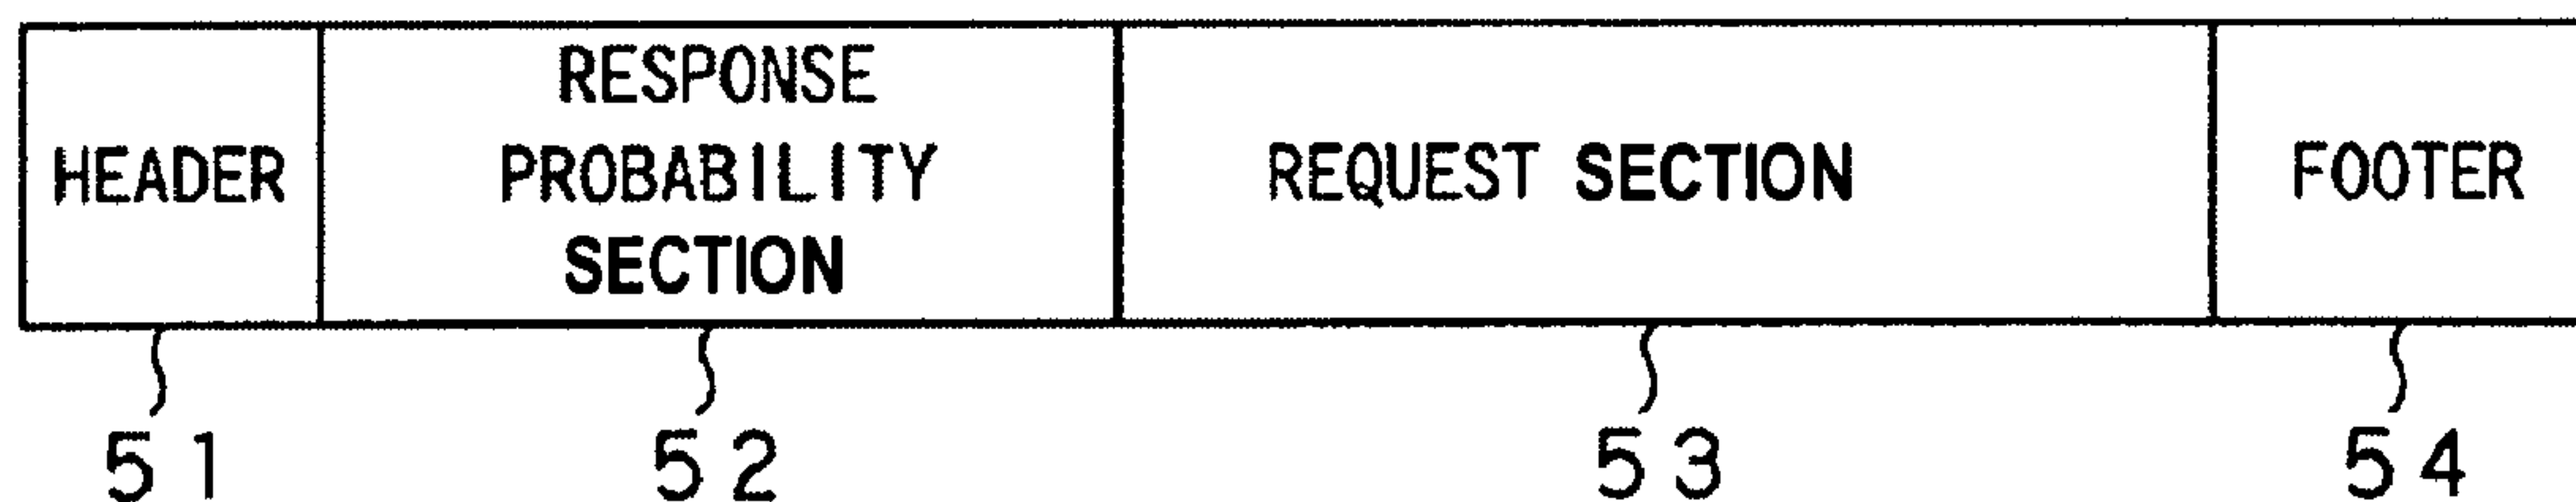 HEADER
RESPONSE
PROBABILITY
SECTION
REQUEST SECTION
FOOTER
51
52
53
54